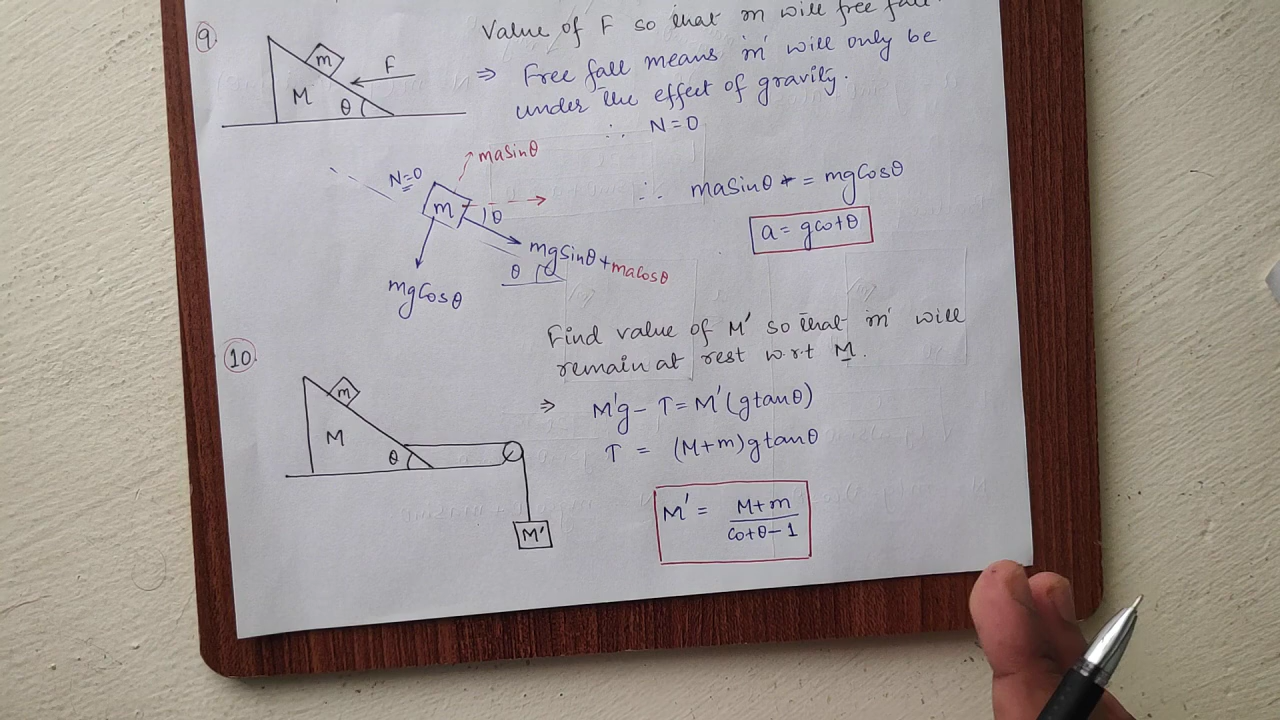 9
Value of F so that m will free fall.
m
F
M
θ
⇒ Free fall means 'm' will only be
under the effect of gravity.
∴ N=0
maSinθ
N=0
m
θ
mgSinθ+macosθ
θ
mgCosθ
∴ maSinθ = mgCosθ
a = gcotθ
10
Find value of M' so that 'm' will
remain at rest w.r.t M.
m
M
θ
M'
⇒ M'g - T = M'(gtanθ)
T = (M+m)gtanθ
M' = M+m
cotθ-1